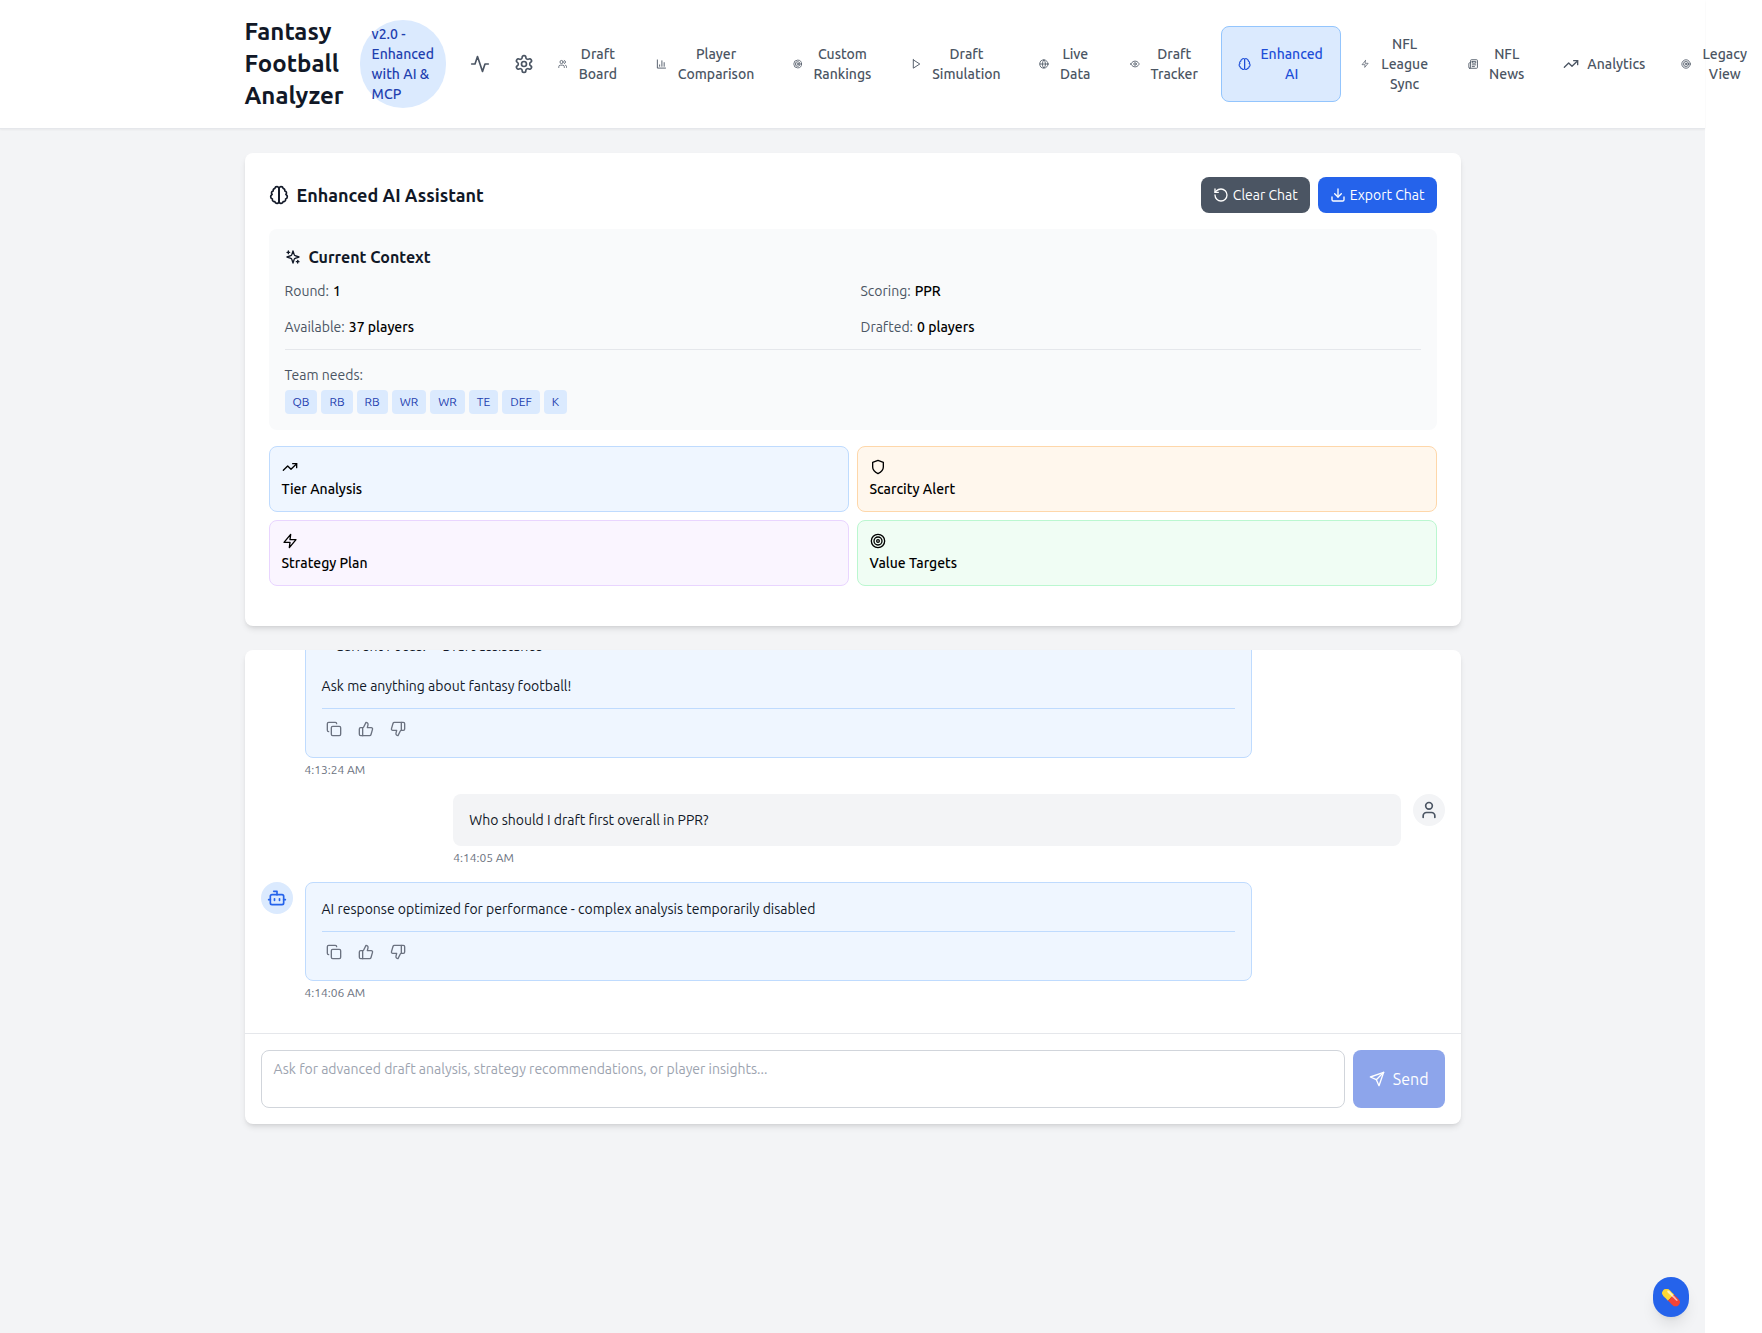 Fantasy
Football
Analyzer
v2.0 -
Enhanced
with AI &
MCP
Draft
Board
Player
Comparison
Custom
Rankings
Draft
Simulation
Live
Data
Draft
Tracker
Enhanced
AI
NFL
League
Sync
NFL
News
Analytics
Legacy
View
Enhanced AI Assistant
Clear Chat
Export Chat
Current Context
Round: 1
Scoring: PPR
Available: 37 players
Drafted: 0 players
Team needs:
QB RB RB WR WR TE DEF K
Tier Analysis
Scarcity Alert
Strategy Plan
Value Targets
Ask me anything about fantasy football!
4:13:24 AM
Who should I draft first overall in PPR?
4:14:05 AM
AI response optimized for performance - complex analysis temporarily disabled
4:14:06 AM
Ask for advanced draft analysis, strategy recommendations, or player insights...
Send